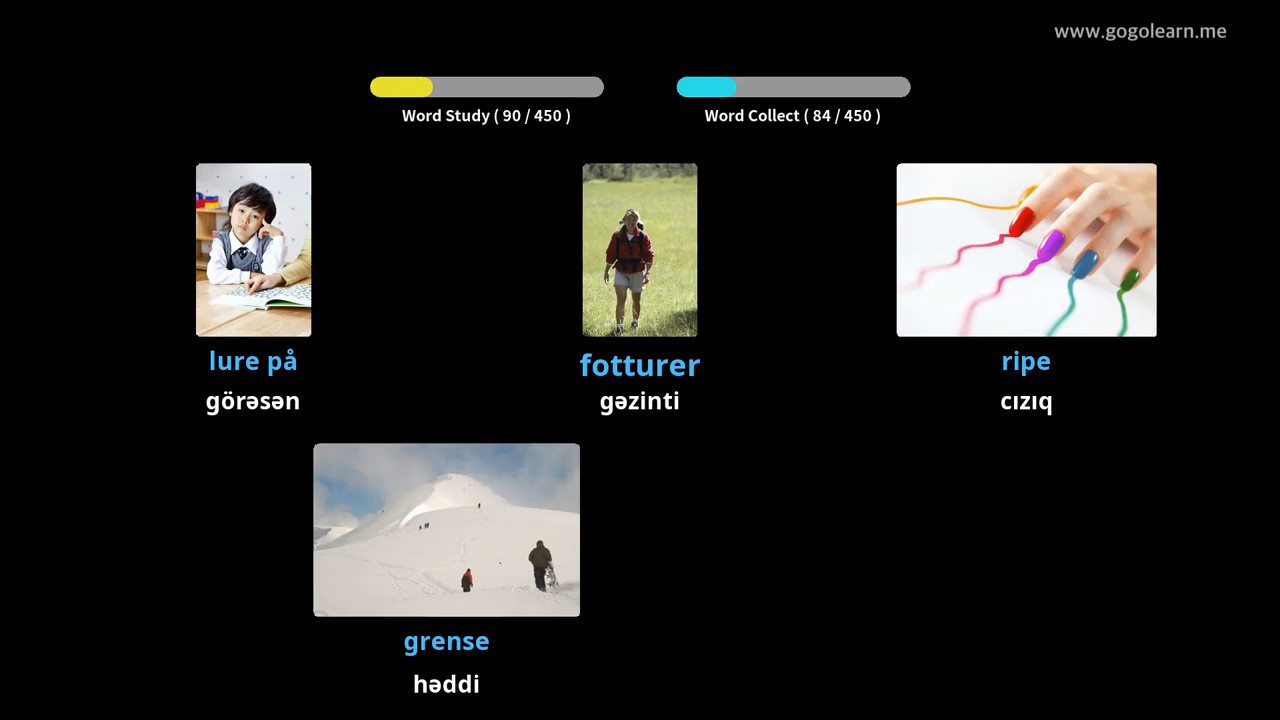 www.gogolearn.me
Word Study ( 90 / 450 )
Word Collect ( 84 / 450 )
lure på
fotturer
ripe
görəsən
gəzinti
cızıq
grense
həddi